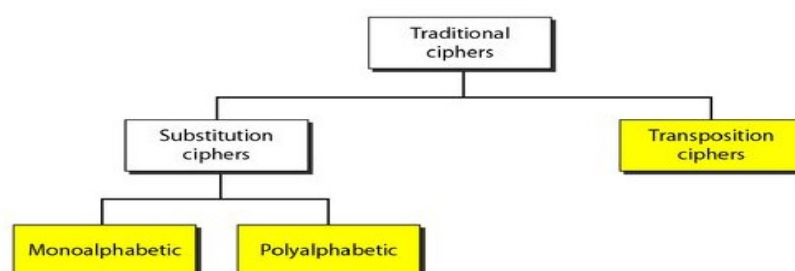 Traditional
ciphers
Substitution
ciphers
Transposition
ciphers
Monoalphabetic
Polyalphabetic